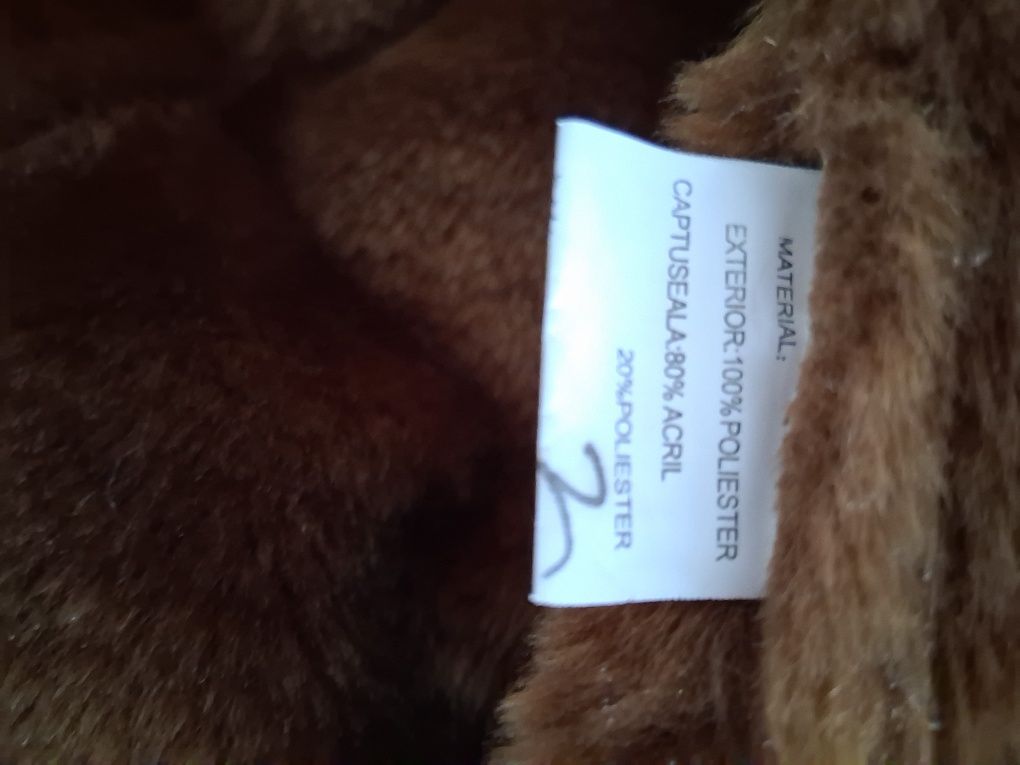 MATERIAL:
EXTERIOR:100%POLIESTER
CAPTUSEALA:80% ACRIL
20%POLIESTER
2